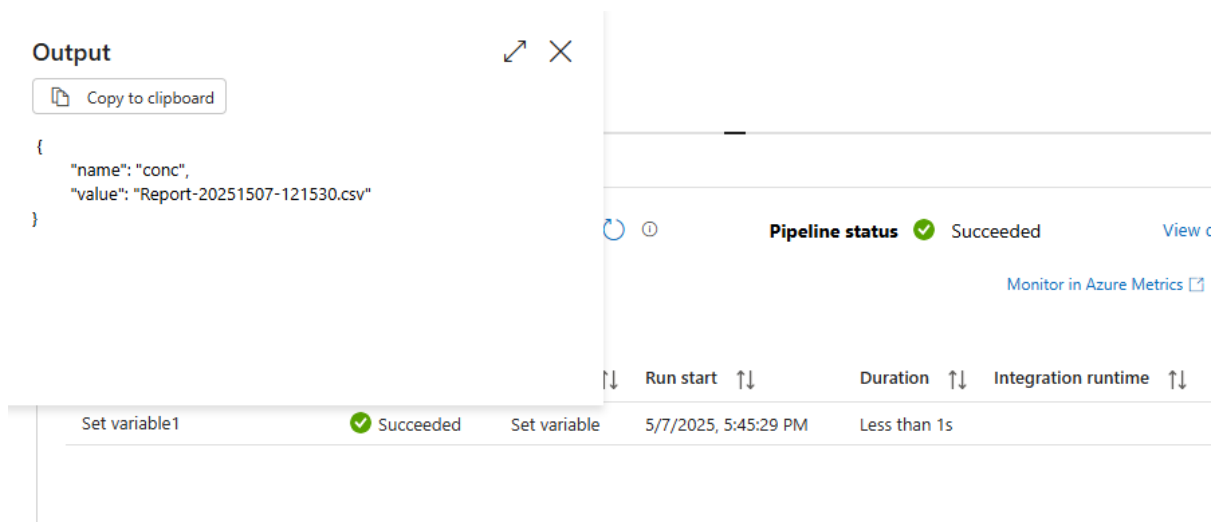 Output
Copy to clipboard
{
"name": "conc",
"value": "Report-20251507-121530.csv"
}
Pipeline status Succeeded View
Monitor in Azure Metrics
Run start Duration Integration runtime
Set variable1 Succeeded Set variable 5/7/2025, 5:45:29 PM Less than 1s